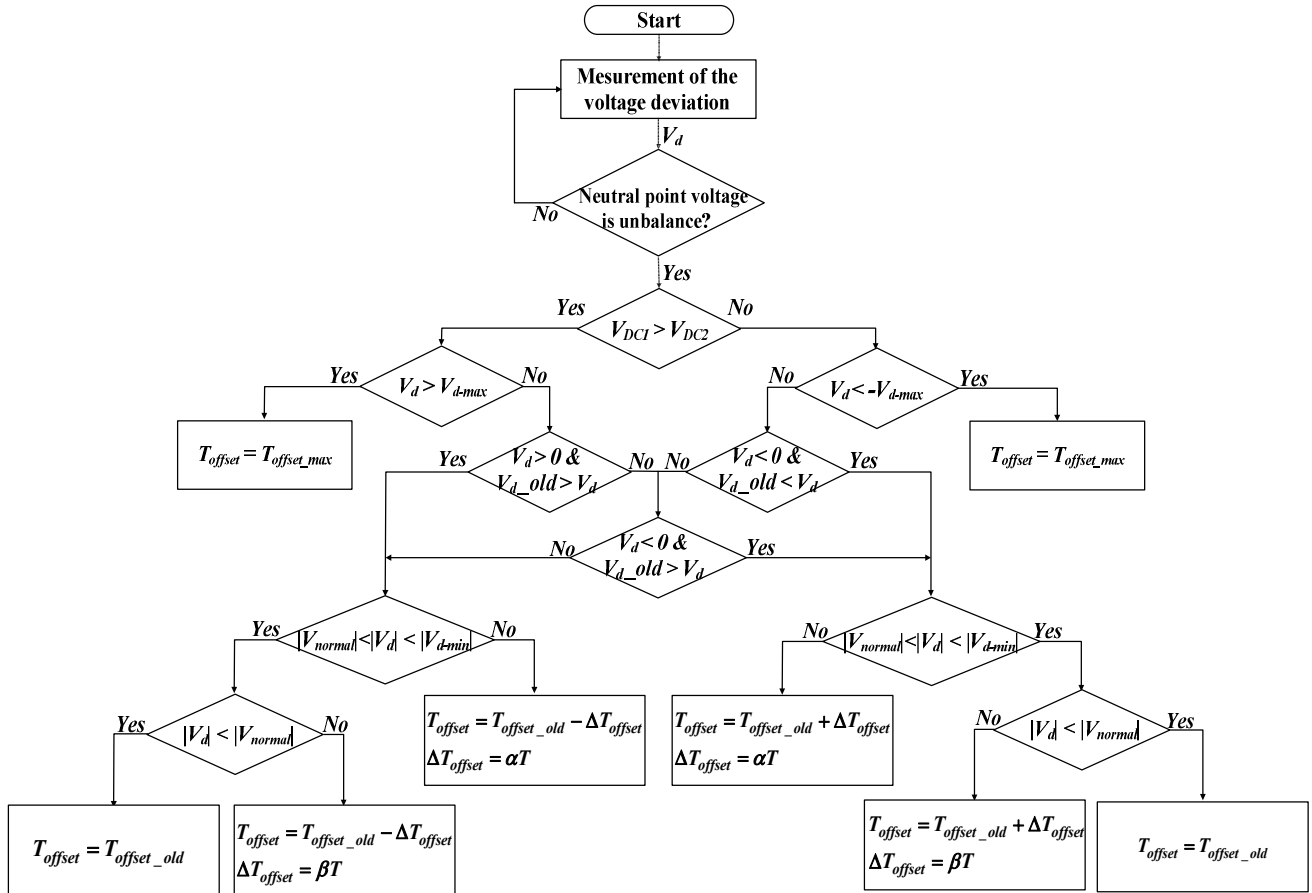 Start
Mesurement of the
voltage deviation
V_d
Neutral point voltage
is unbalance?
No
Yes
Yes
No
V_DC1 > V_DC2
Yes
V_d > V_d-max
No
No
V_d < -V_d-max
Yes
T_offset = T_offset_max
T_offset = T_offset_max
Yes
V_d > 0 &
V_d_old > V_d
No
No
V_d < 0 &
V_d_old < V_d
Yes
No
V_d < 0 &
V_d_old > V_d
Yes
Yes
|V_normal| < |V_d| < |V_d-min|
No
No
|V_normal| < |V_d| < |V_d-min|
Yes
T_offset = T_offset_old − ΔT_offset
ΔT_offset = αT
T_offset = T_offset_old + ΔT_offset
ΔT_offset = αT
Yes
|V_d| < |V_normal|
No
No
|V_d| < |V_normal|
Yes
T_offset = T_offset_old
T_offset = T_offset_old − ΔT_offset
ΔT_offset = βT
T_offset = T_offset_old + ΔT_offset
ΔT_offset = βT
T_offset = T_offset_old